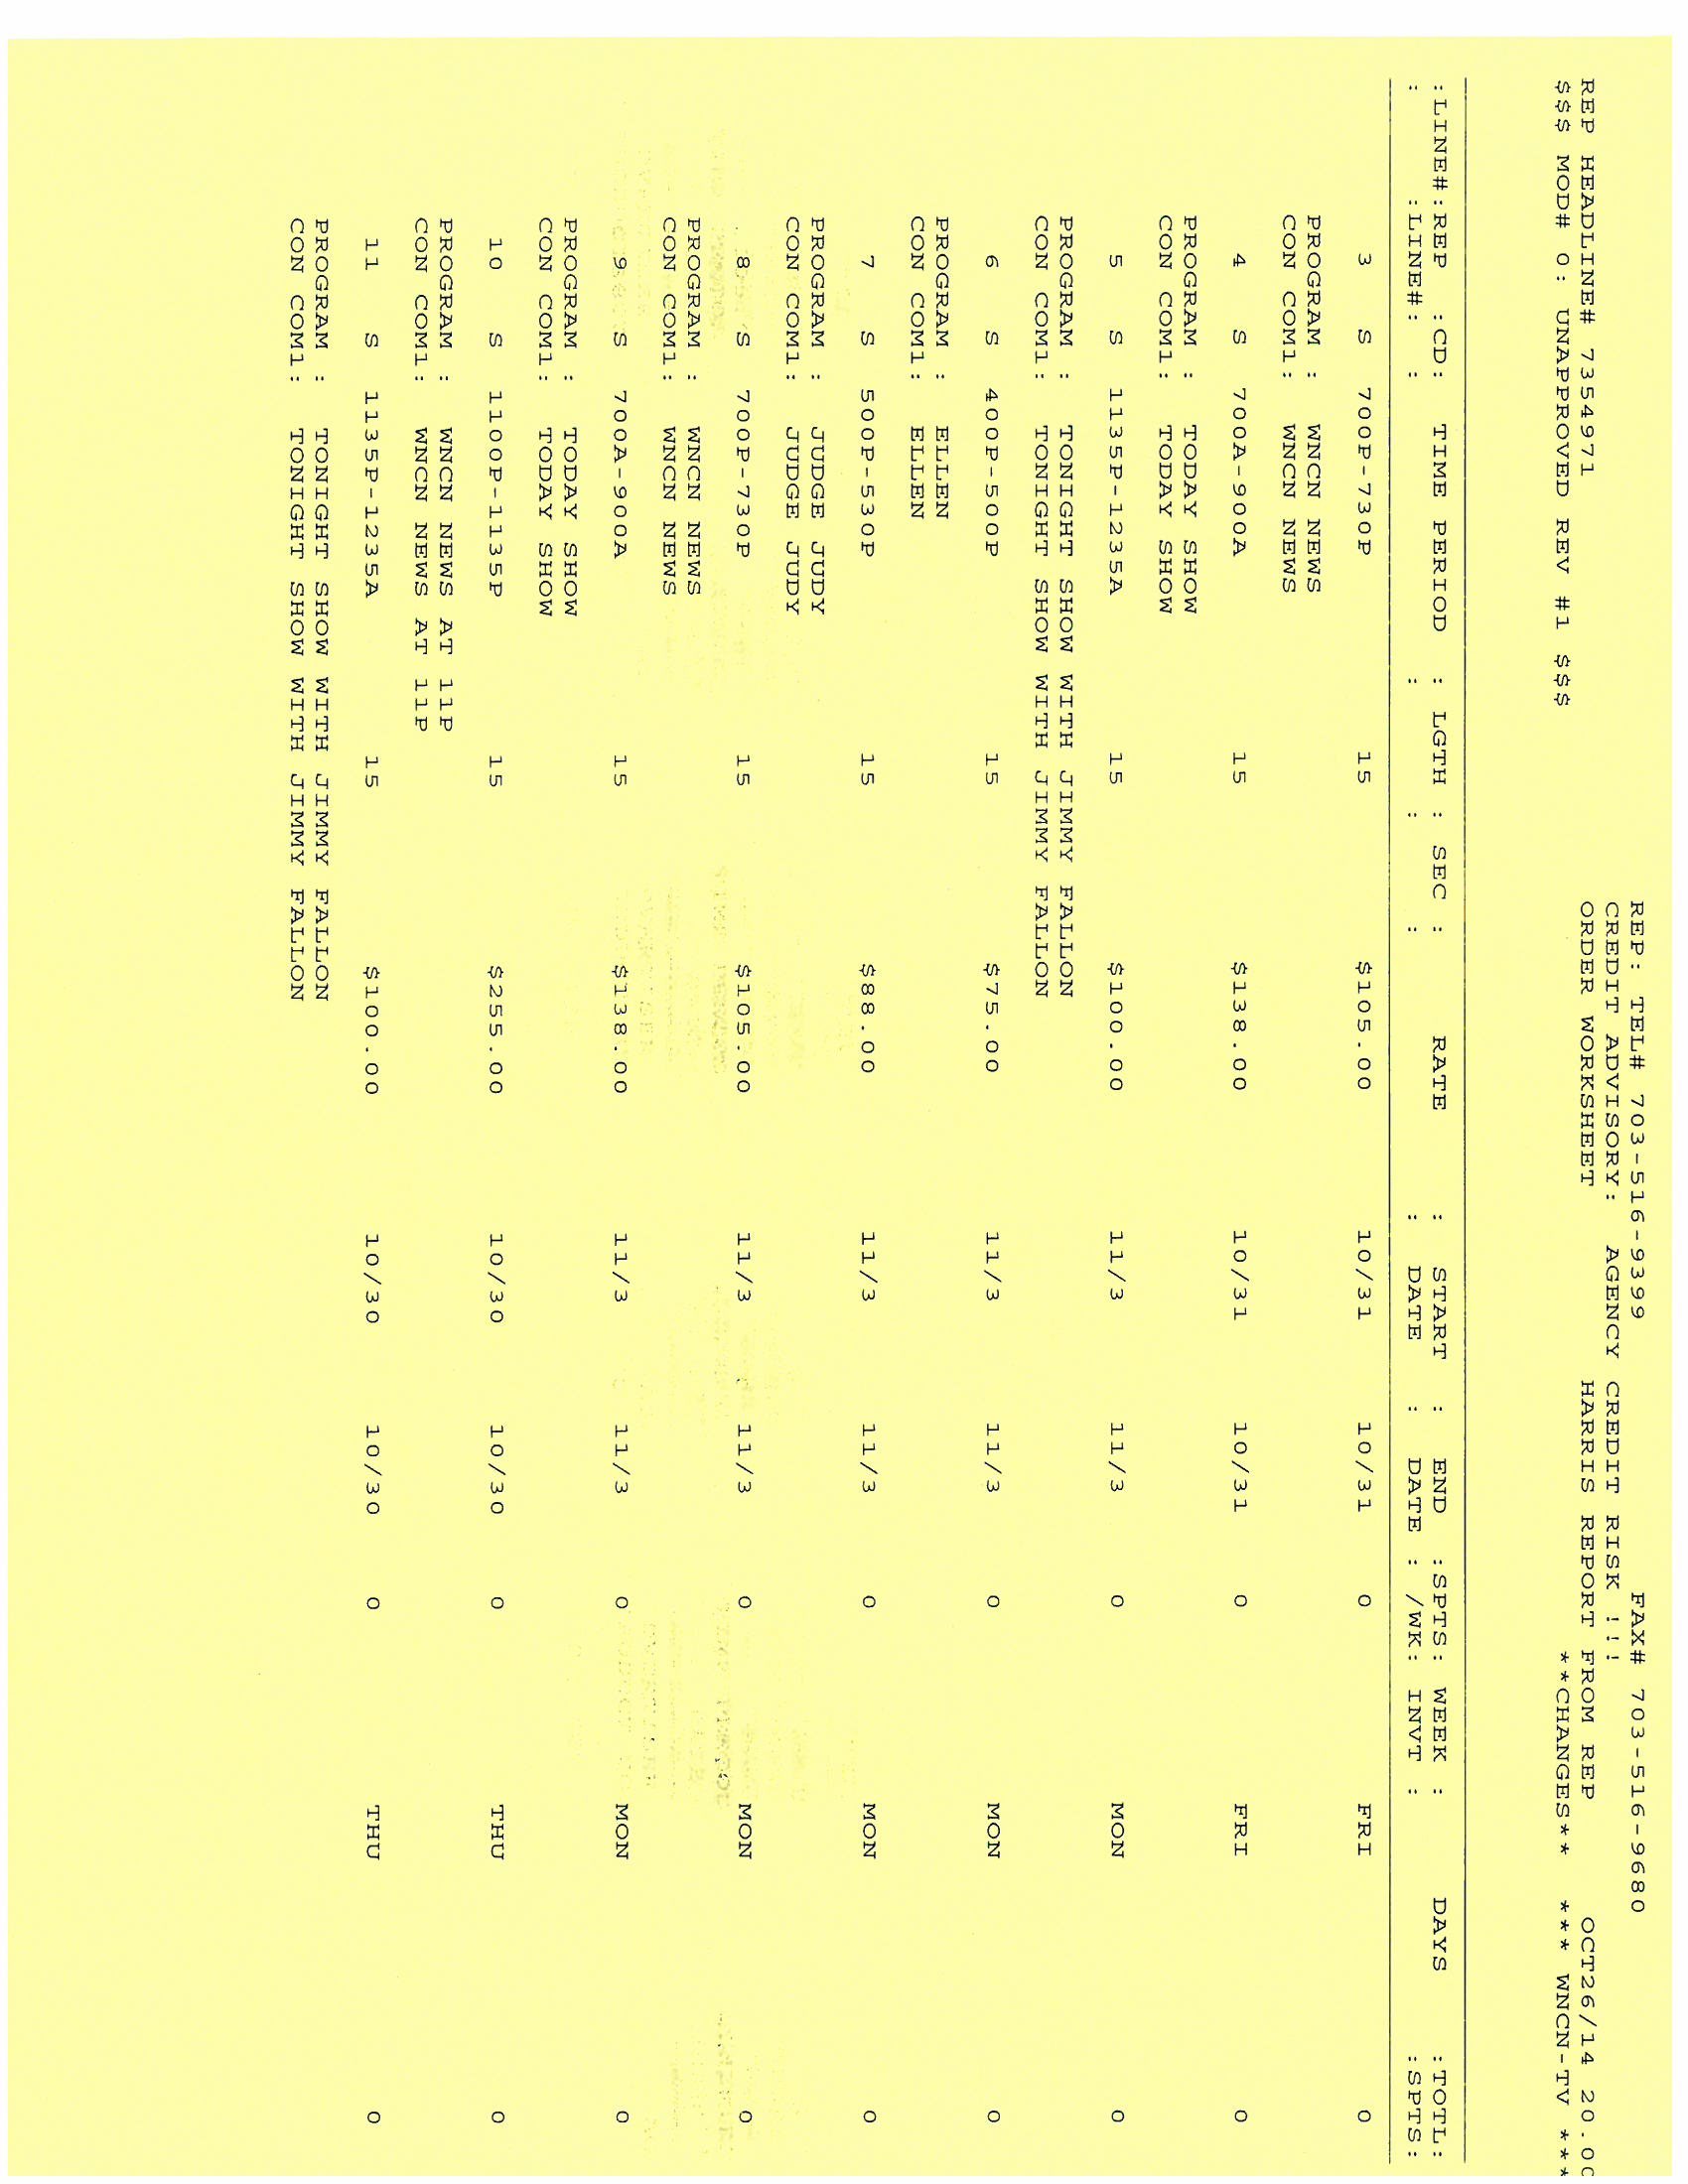 REP: TEL# 703-516-9399 FAX# 703-516-9680
CREDIT ADVISORY: AGENCY CREDIT RISK !!!
REP HEADLINE# 7354971 ORDER WORKSHEET HARRIS REPORT FROM REP OCT26/14 20.00
$$$ MOD# 0: UNAPPROVED REV #1 $$$ **CHANGES** *** WNCN-TV ***
:LINE#:REP :CD: TIME PERIOD : LGTH : SEC : RATE : START : END :SPTS: WEEK : DAYS :TOTL:
: :LINE#: : : : : DATE : DATE : /WK: INVT : :SPTS:
3 S 700P-730P 15 $105.00 10/31 10/31 0 FRI 0
PROGRAM : WNCN NEWS
CON COM1: WNCN NEWS
4 S 700A-900A 15 $138.00 10/31 10/31 0 FRI 0
PROGRAM : TODAY SHOW
CON COM1: TODAY SHOW
5 S 1135P-1235A 15 $100.00 11/3 11/3 0 MON 0
PROGRAM : TONIGHT SHOW WITH JIMMY FALLON
CON COM1: TONIGHT SHOW WITH JIMMY FALLON
6 S 400P-500P 15 $75.00 11/3 11/3 0 MON 0
PROGRAM : ELLEN
CON COM1: ELLEN
7 S 500P-530P 15 $88.00 11/3 11/3 0 MON 0
PROGRAM : JUDGE JUDY
CON COM1: JUDGE JUDY
8 S 700P-730P 15 $105.00 11/3 11/3 0 MON 0
PROGRAM : WNCN NEWS
CON COM1: WNCN NEWS
9 S 700A-900A 15 $138.00 11/3 11/3 0 MON 0
PROGRAM : TODAY SHOW
CON COM1: TODAY SHOW
10 S 1100P-1135P 15 $255.00 10/30 10/30 0 THU 0
PROGRAM : WNCN NEWS AT 11P
CON COM1: WNCN NEWS AT 11P
11 S 1135P-1235A 15 $100.00 10/30 10/30 0 THU 0
PROGRAM : TONIGHT SHOW WITH JIMMY FALLON
CON COM1: TONIGHT SHOW WITH JIMMY FALLON